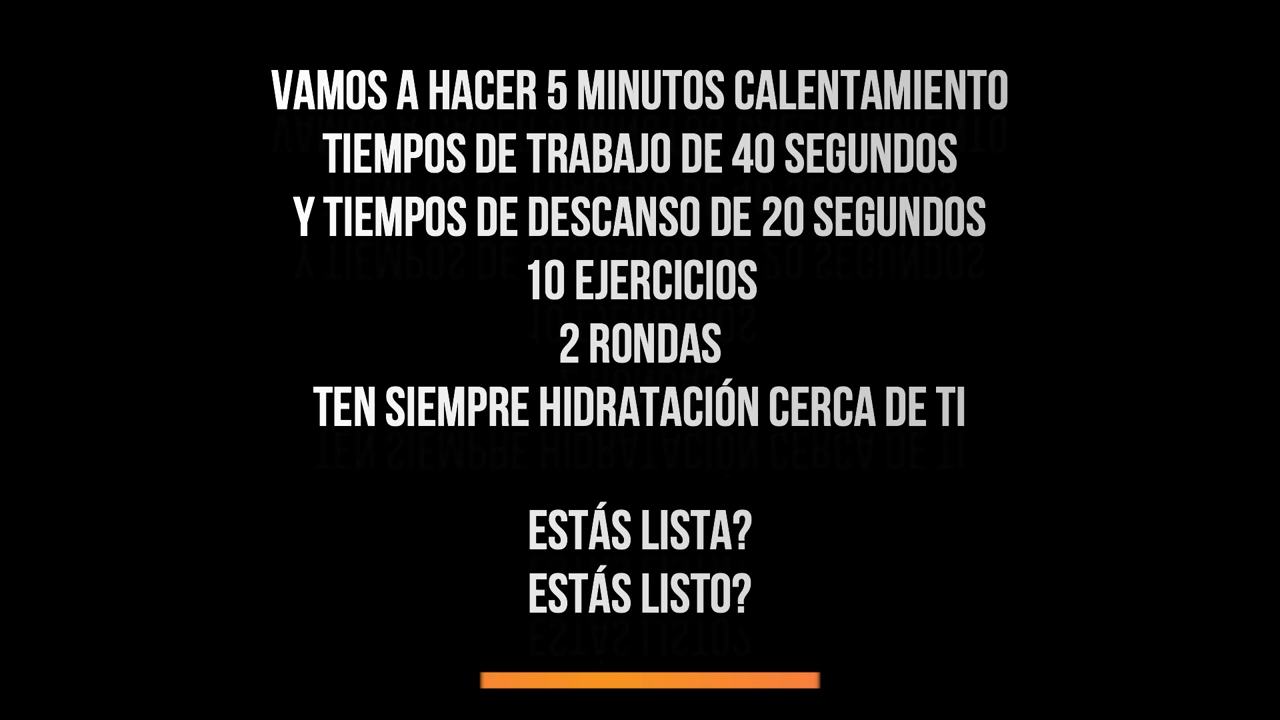 VAMOS A HACER 5 MINUTOS CALENTAMIENTO
TIEMPOS DE TRABAJO DE 40 SEGUNDOS
Y TIEMPOS DE DESCANSO DE 20 SEGUNDOS
10 EJERCICIOS
2 RONDAS
TEN SIEMPRE HIDRATACIÓN CERCA DE TI
ESTÁS LISTA?
ESTÁS LISTO?